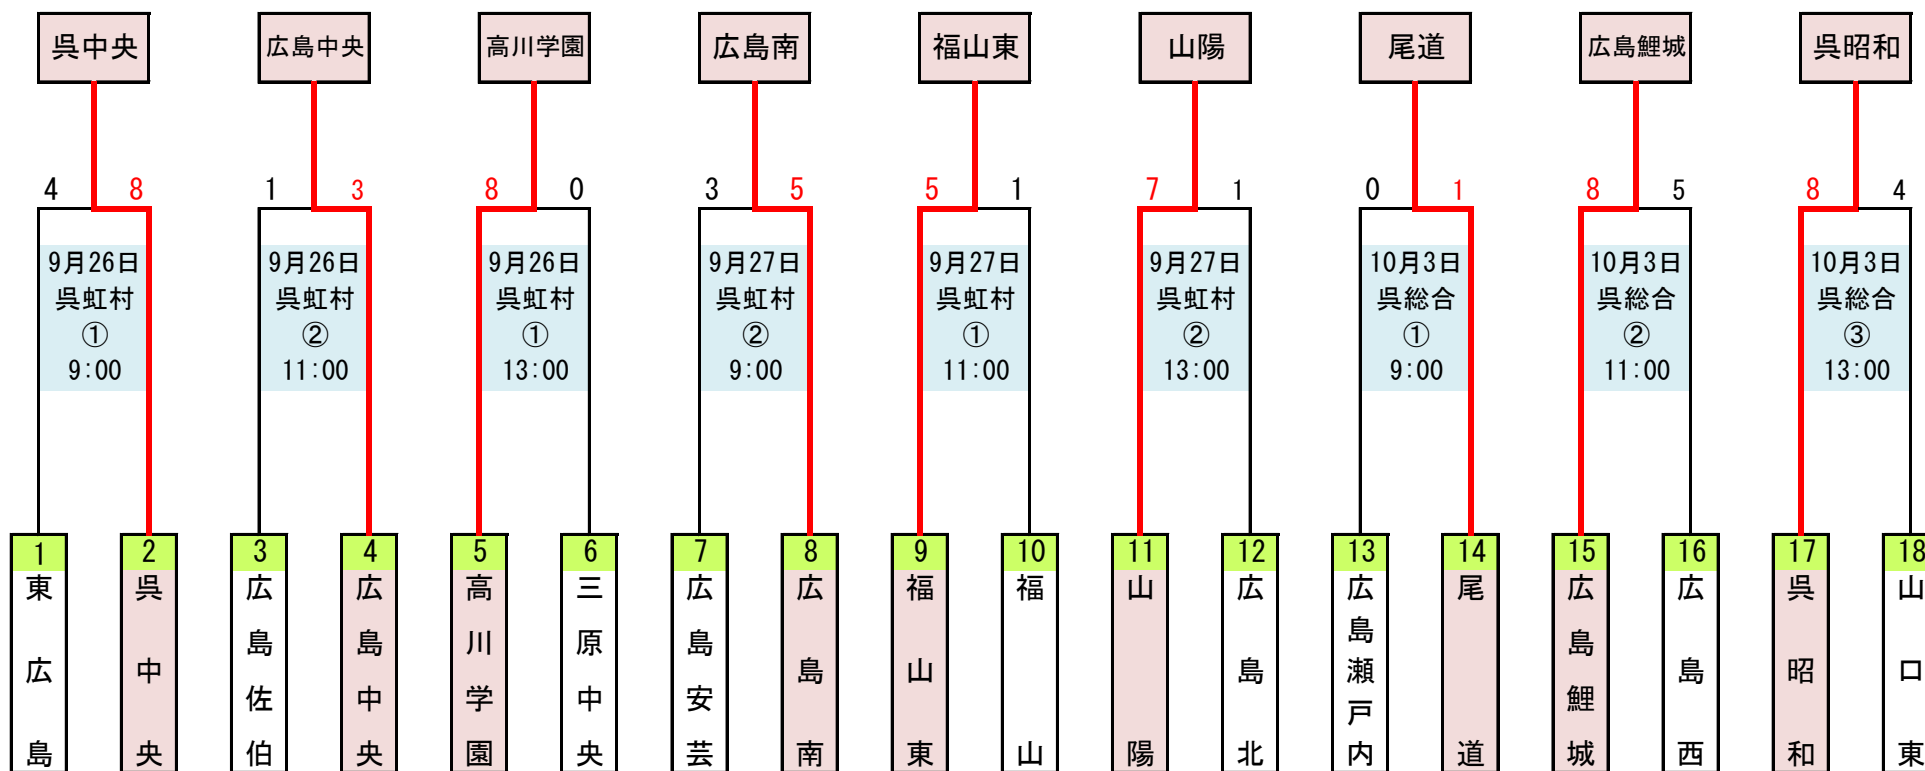 呉中央
広島中央
高川学園
広島南
福山東
山陽
尾道
広島鯉城
呉昭和
4 8
1 3
8 0
3 5
5 1
7 1
0 1
8 5
8 4
9月26日
呉虹村
①
9:00
9月26日
呉虹村
②
11:00
9月26日
呉虹村
①
13:00
9月27日
呉虹村
②
9:00
9月27日
呉虹村
①
11:00
9月27日
呉虹村
②
13:00
10月3日
呉総合
①
9:00
10月3日
呉総合
②
11:00
10月3日
呉総合
③
13:00
1
東広島
2
呉中央
3
広島佐伯
4
広島中央
5
高川学園
6
三原中央
7
広島安芸
8
広島南
9
福山東
10
福山
11
山陽
12
広島北
13
広島瀬戸内
14
尾道
15
広島鯉城
16
広島西
17
呉昭和
18
山口東